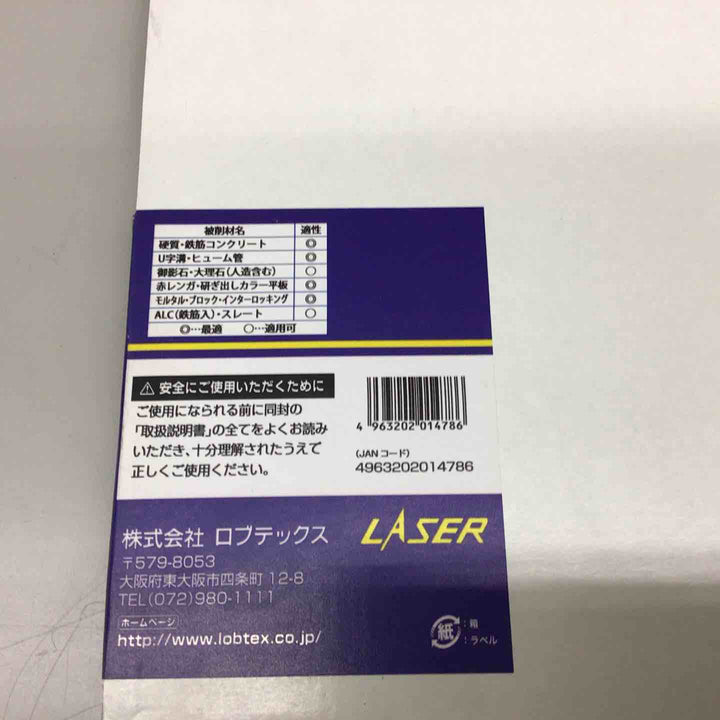 被削材名 適性
硬質・鉄筋コンクリート ◎
U字溝・ヒューム管 ◎
御影石・大理石(人造含む) ○
赤レンガ・研ぎ出しカラー平板 ◎
モルタル・ブロック・インターロッキング ◎
ALC(鉄筋入)・スレート ○
◎…最適 ○…適用可
⚠ 安全にご使用いただくために
ご使用になられる前に同封の
「取扱説明書」の全てをよくお読み
いただき、十分理解されたうえで
正しくご使用ください。
4 963202 014786
(JANコード)
4963202014786
株式会社 ロブテックス
LASER
〒579-8053
大阪府東大阪市四条町 12-8
TEL(072)980-1111
ホームページ
http://www.lobtex.co.jp/
紙 :箱
:ラベル